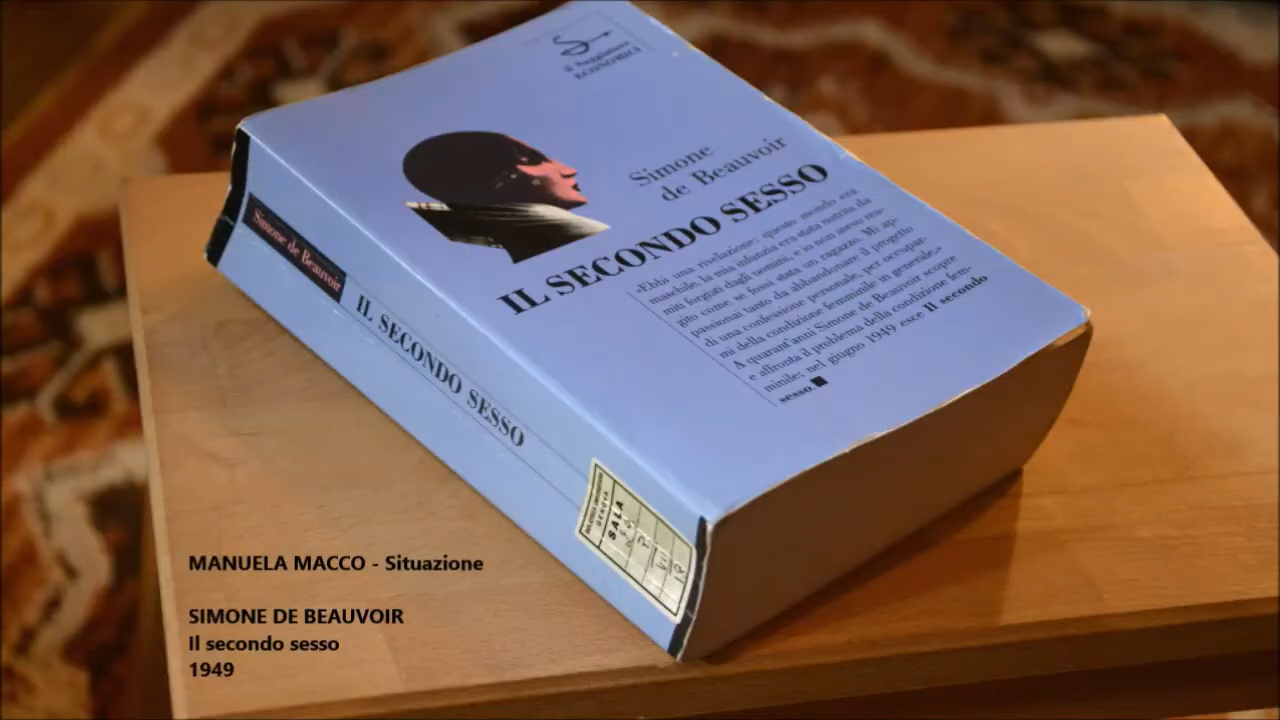 il Saggiatore
ECONOMICI
Simone
de Beauvoir
IL SECONDO SESSO
«Ebbi una rivelazione: questo mondo era
maschile, la mia infanzia era stata nutrita da
miti forgiati dagli uomini, e io non avevo rea-
gito come se fossi stata un ragazzo. Mi ap-
passionai tanto da abbandonare il progetto
di una confessione personale per occupar-
mi della condizione femminile in generale.»
A quarant'anni Simone de Beauvoir scopre
e affronta il problema della condizione fem-
minile; nel giugno 1949 esce Il secondo
sesso.
Simone de Beauvoir
IL SECONDO SESSO
GENOVA
SALA
MANUELA MACCO - Situazione
SIMONE DE BEAUVOIR
Il secondo sesso
1949